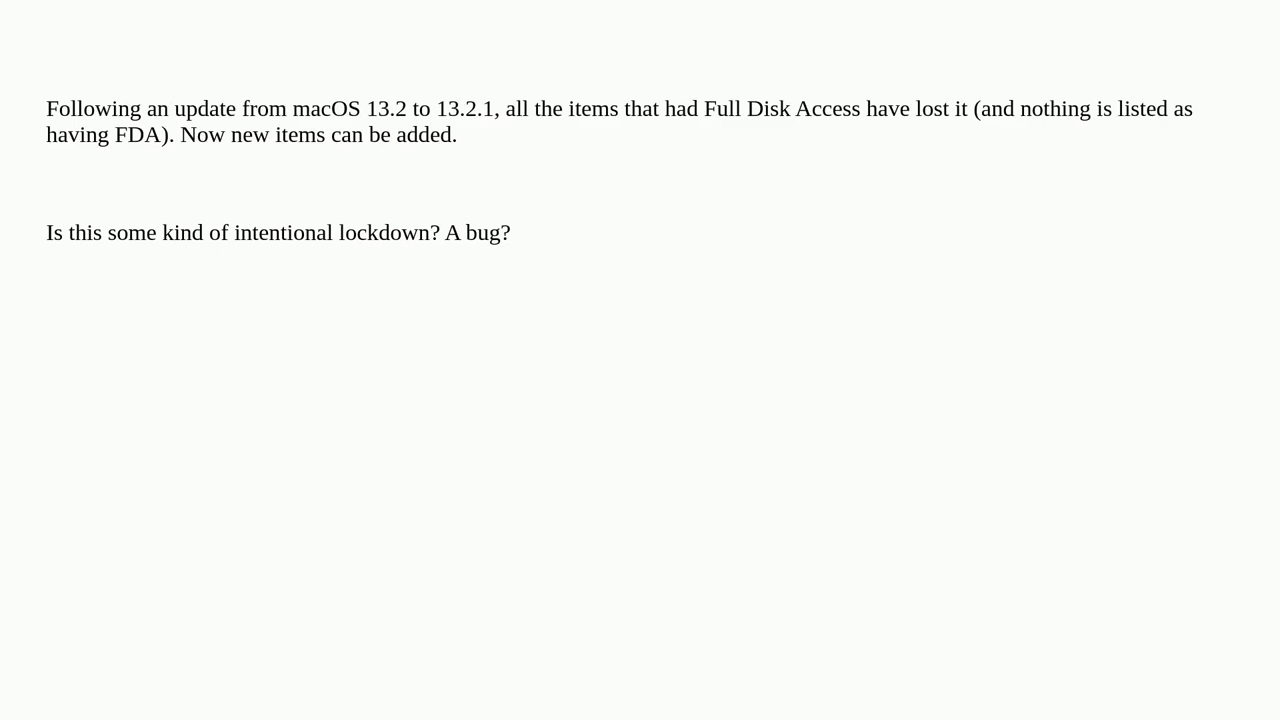 Following an update from macOS 13.2 to 13.2.1, all the items that had Full Disk Access have lost it (and nothing is listed as
having FDA). Now new items can be added.
Is this some kind of intentional lockdown? A bug?